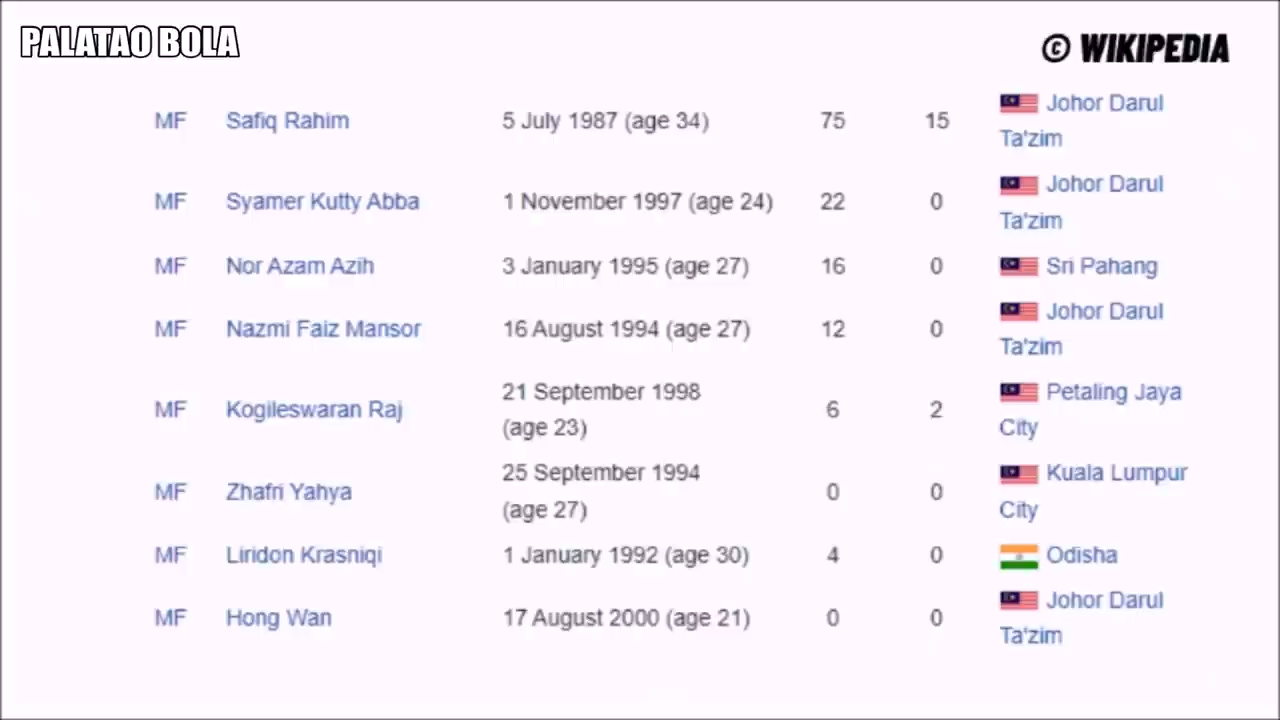 PALATAO BOLA
© WIKIPEDIA
MF Safiq Rahim 5 July 1987 (age 34) 75 15 Johor Darul Ta'zim
MF Syamer Kutty Abba 1 November 1997 (age 24) 22 0 Johor Darul Ta'zim
MF Nor Azam Azih 3 January 1995 (age 27) 16 0 Sri Pahang
MF Nazmi Faiz Mansor 16 August 1994 (age 27) 12 0 Johor Darul Ta'zim
MF Kogileswaran Raj 21 September 1998 (age 23) 6 2 Petaling Jaya City
MF Zhafri Yahya 25 September 1994 (age 27) 0 0 Kuala Lumpur City
MF Liridon Krasniqi 1 January 1992 (age 30) 4 0 Odisha
MF Hong Wan 17 August 2000 (age 21) 0 0 Johor Darul Ta'zim